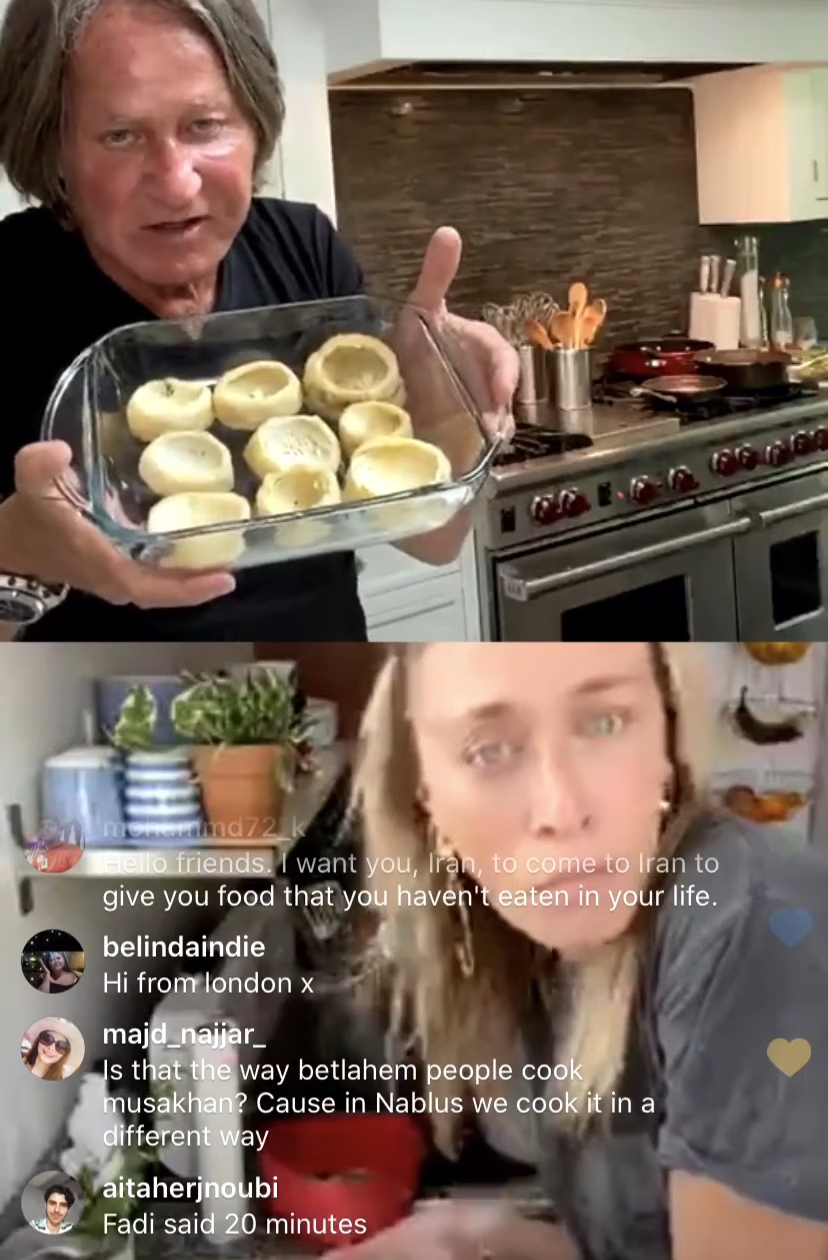 mohammd72_k
Hello friends. I want you, Iran, to come to Iran to
give you food that you haven't eaten in your life.
belindaindie
Hi from london x
majd_najjar_
Is that the way betlahem people cook
musakhan? Cause in Nablus we cook it in a
different way
aitaherjnoubi
Fadi said 20 minutes